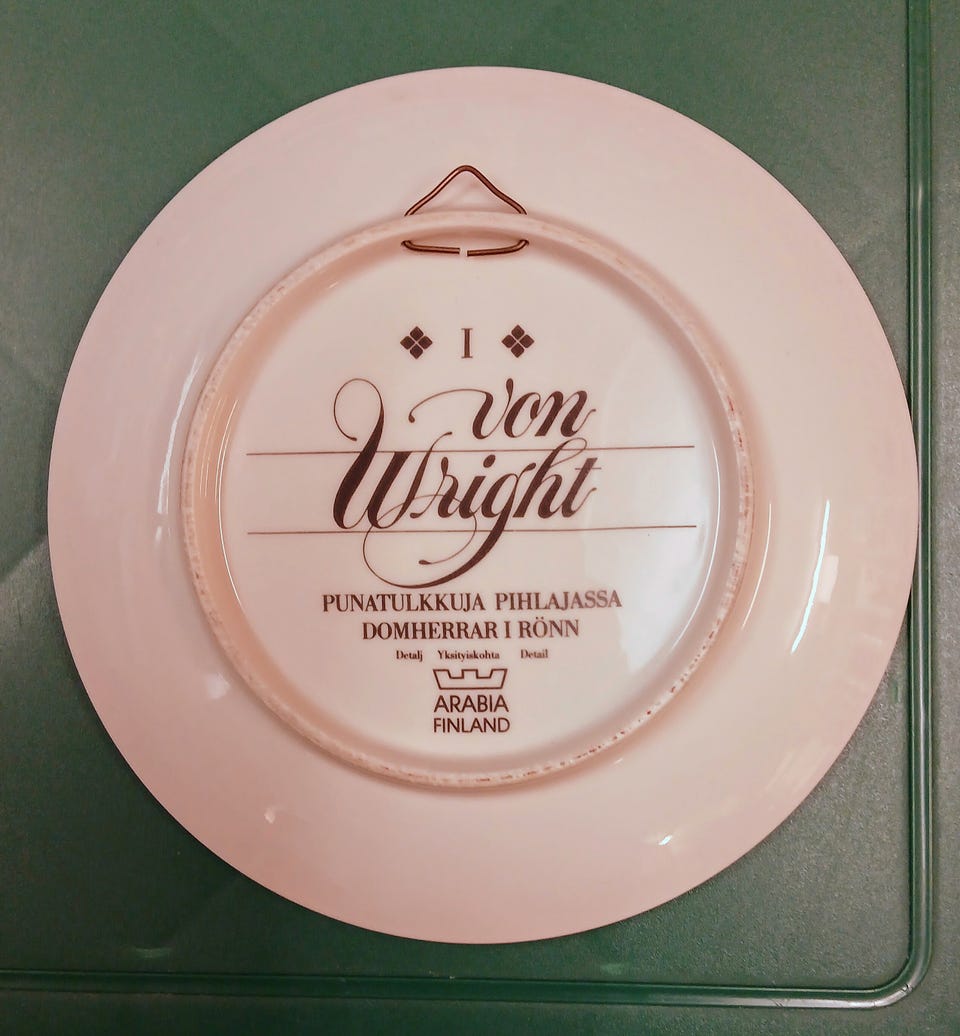 I
von
Wright
PUNATULKKUJA PIHLAJASSA
DOMHERRAR I RÖNN
Detalj Yksityiskohta Detail
ARABIA
FINLAND